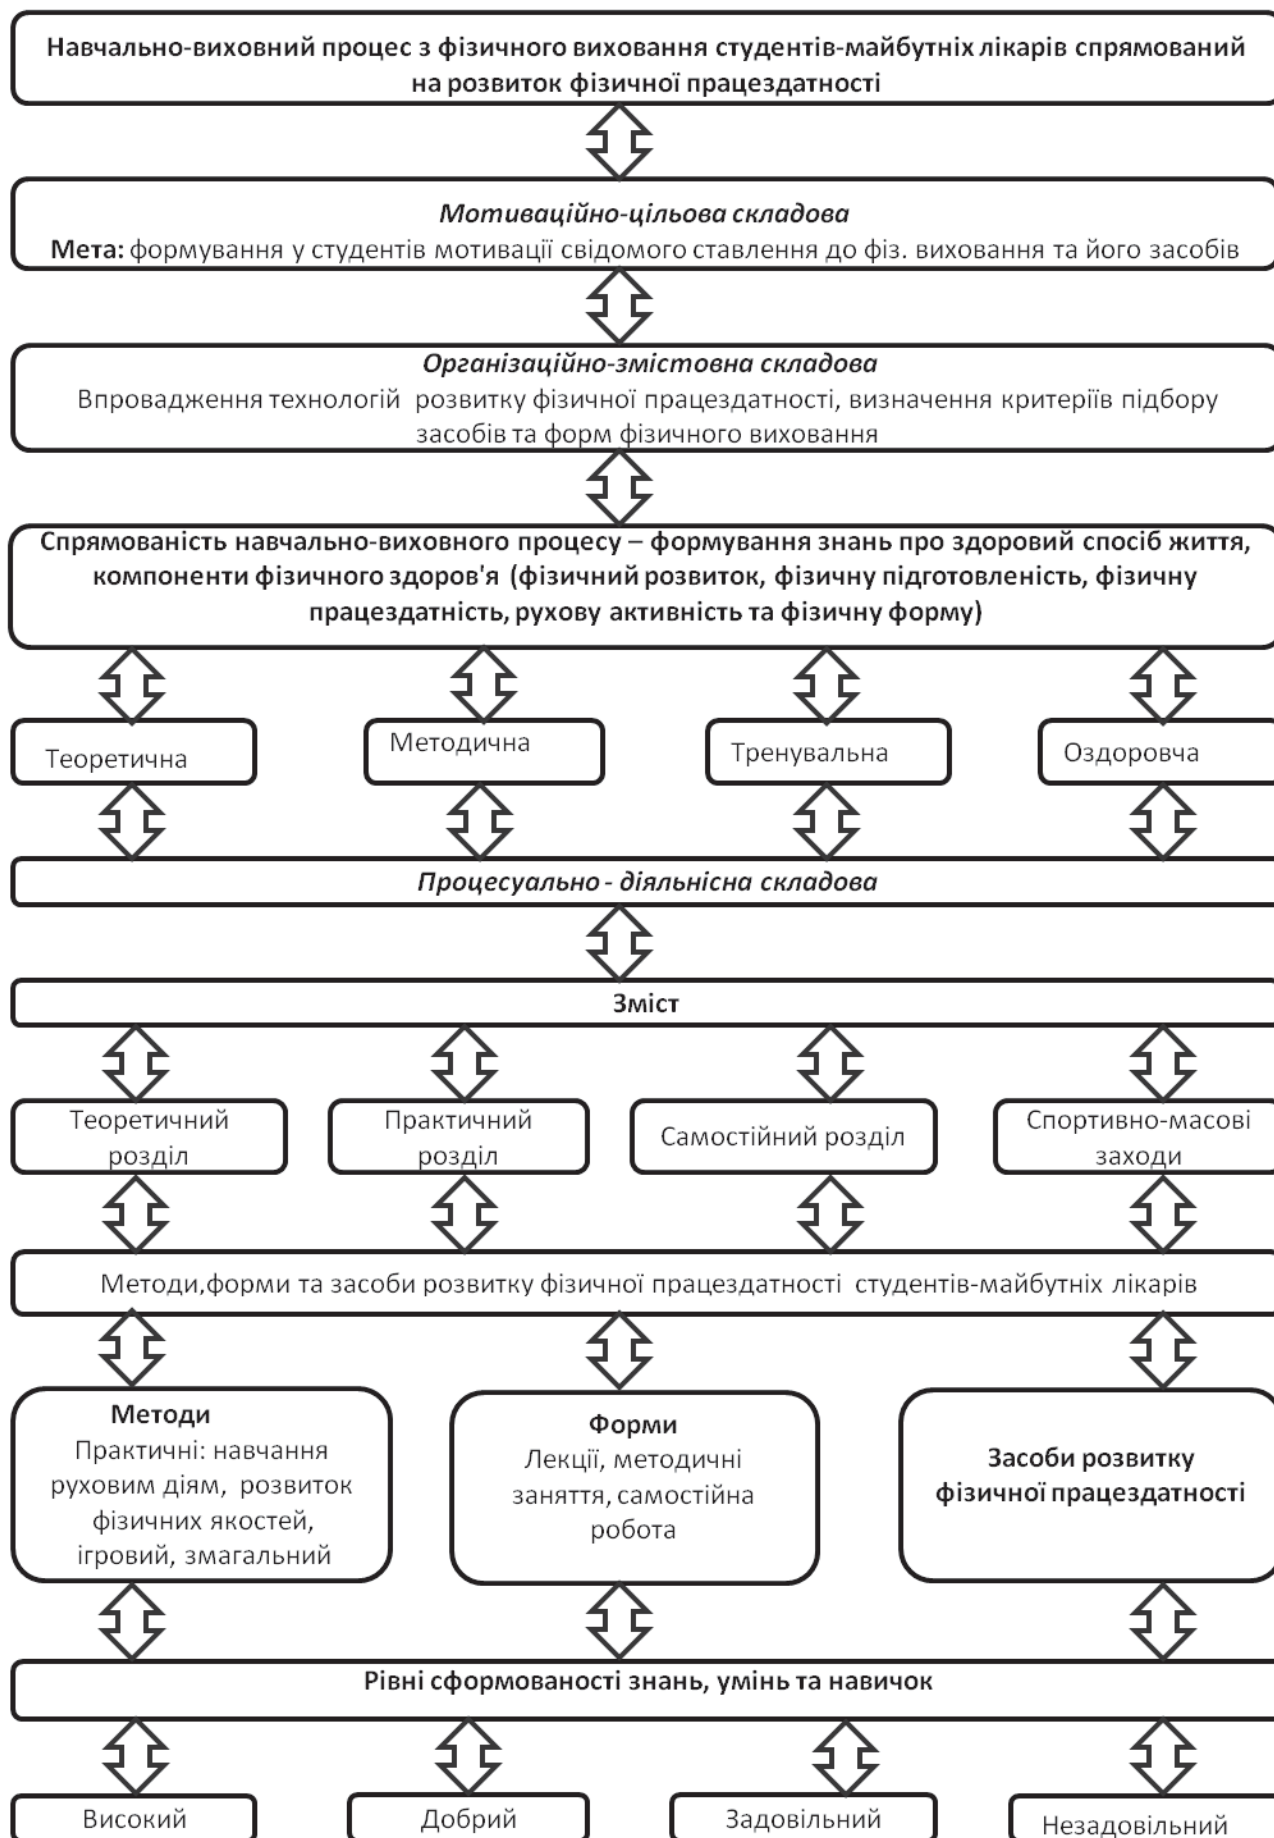 Навчально-виховний процес з фізичного виховання студентів-майбутніх лікарів спрямований
на розвиток фізичної працездатності
Мотиваційно-цільова складова
Мета: формування у студентів мотивації свідомого ставлення до фіз. виховання та його засобів
Організаційно-змістовна складова
Впровадження технологій розвитку фізичної працездатності, визначення критеріїв підбору
засобів та форм фізичного виховання
Спрямованість навчально-виховного процесу – формування знань про здоровий спосіб життя,
компоненти фізичного здоров'я (фізичний розвиток, фізичну підготовленість, фізичну
працездатність, рухову активність та фізичну форму)
Теоретична
Методична
Тренувальна
Оздоровча
Процесуально - діяльнісна складова
Зміст
Теоретичний
розділ
Практичний
розділ
Самостійний розділ
Спортивно-масові
заходи
Методи,форми та засоби розвитку фізичної працездатності студентів-майбутніх лікарів
Методи
Практичні: навчання
руховим діям, розвиток
фізичних якостей,
ігровий, змагальний
Форми
Лекції, методичні
заняття, самостійна
робота
Засоби розвитку
фізичної працездатності
Рівні сформованості знань, умінь та навичок
Високий
Добрий
Задовільний
Незадовільний